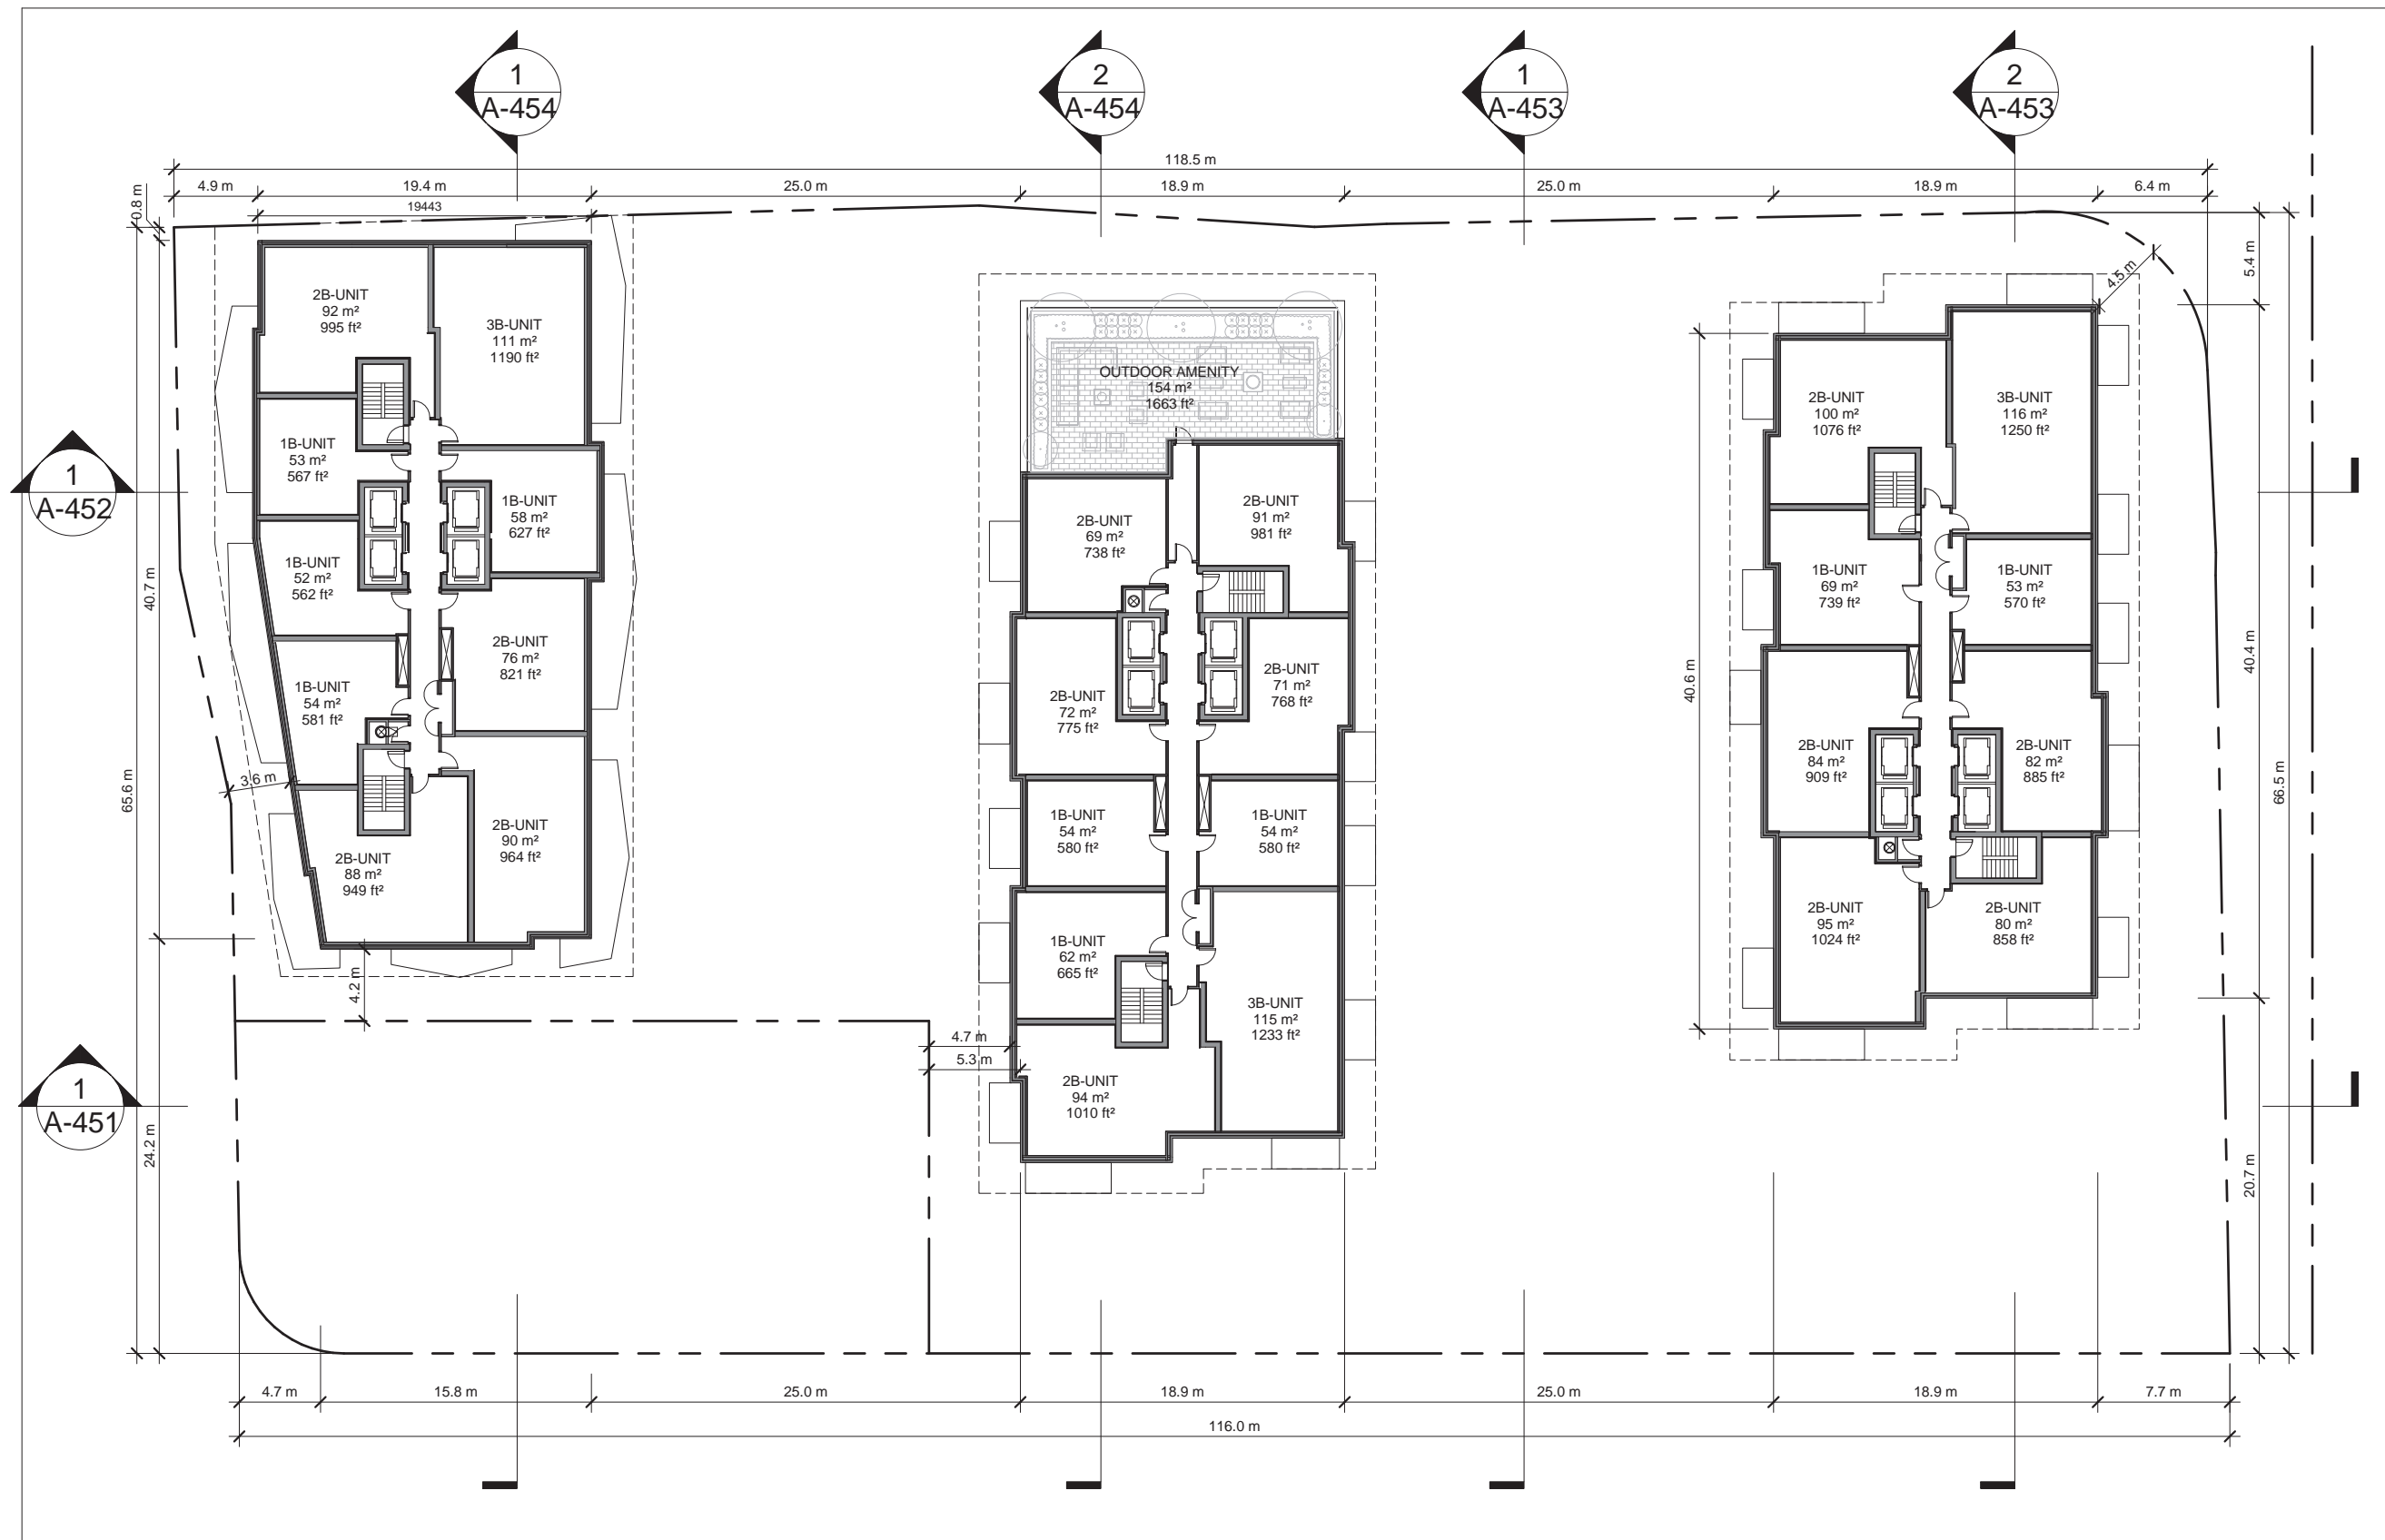 1
A-454
2
A-454
1
A-453
2
A-453
118.5 m
4.9 m
19.4 m
25.0 m
18.9 m
25.0 m
18.9 m
6.4 m
19443
0.8 m
40.7 m
65.6 m
24.2 m
1
A-452
1
A-451
2B-UNIT
92 m²
995 ft²
3B-UNIT
111 m²
1190 ft²
1B-UNIT
53 m²
567 ft²
1B-UNIT
58 m²
627 ft²
1B-UNIT
52 m²
562 ft²
2B-UNIT
76 m²
821 ft²
1B-UNIT
54 m²
581 ft²
2B-UNIT
90 m²
964 ft²
2B-UNIT
88 m²
949 ft²
3.6 m
4.2 m
OUTDOOR AMENITY
154 m²
1663 ft²
2B-UNIT
69 m²
738 ft²
2B-UNIT
91 m²
981 ft²
2B-UNIT
72 m²
775 ft²
2B-UNIT
71 m²
768 ft²
1B-UNIT
54 m²
580 ft²
1B-UNIT
54 m²
580 ft²
1B-UNIT
62 m²
665 ft²
3B-UNIT
115 m²
1233 ft²
2B-UNIT
94 m²
1010 ft²
4.7 m
5.3 m
2B-UNIT
100 m²
1076 ft²
3B-UNIT
116 m²
1250 ft²
1B-UNIT
69 m²
739 ft²
1B-UNIT
53 m²
570 ft²
2B-UNIT
84 m²
909 ft²
2B-UNIT
82 m²
885 ft²
2B-UNIT
95 m²
1024 ft²
2B-UNIT
80 m²
858 ft²
40.6 m
4.5 m
5.4 m
40.4 m
66.5 m
20.7 m
4.7 m
15.8 m
25.0 m
18.9 m
25.0 m
18.9 m
7.7 m
116.0 m